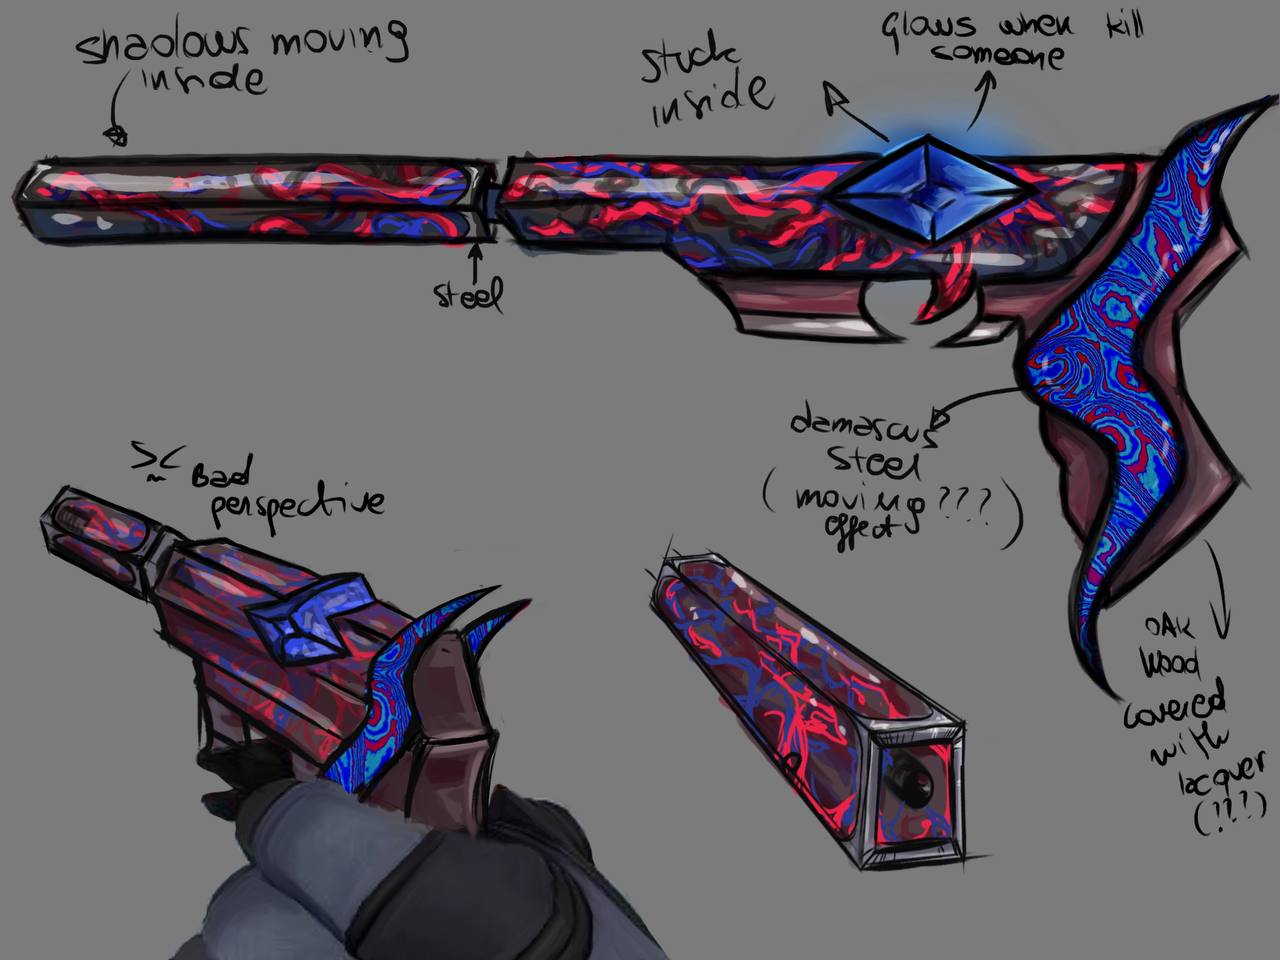 shadows moving
inside
stuck
inside
glows when kill
someone
steel
damascus
steel
(moving ???)
effect
>~< Bad
perspective
OAK
wood
covered
with
lacquer
(???)